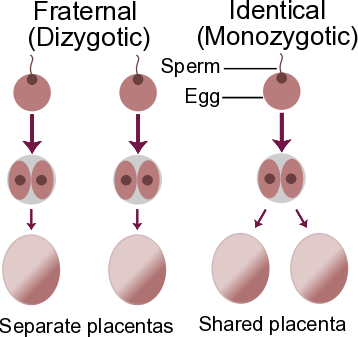 Fraternal
(Dizygotic)
Identical
(Monozygotic)
Sperm
Egg
Separate placentas
Shared placenta